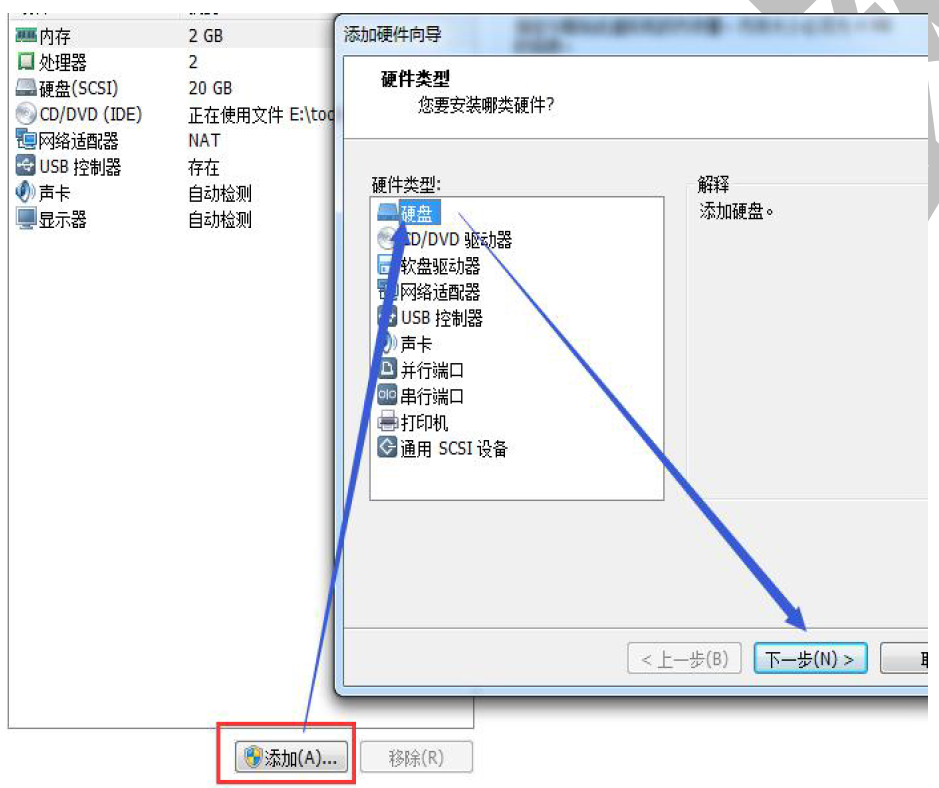 内存 2 GB
处理器 2
硬盘(SCSI) 20 GB
CD/DVD (IDE) 正在使用文件 E:\too
网络适配器 NAT
USB 控制器 存在
声卡 自动检测
显示器 自动检测
添加(A)...
移除(R)
添加硬件向导
硬件类型
您要安装哪类硬件?
硬件类型:
硬盘
CD/DVD 驱动器
软盘驱动器
网络适配器
USB 控制器
声卡
并行端口
串行端口
打印机
通用 SCSI 设备
解释
添加硬盘。
< 上一步(B)
下一步(N) >